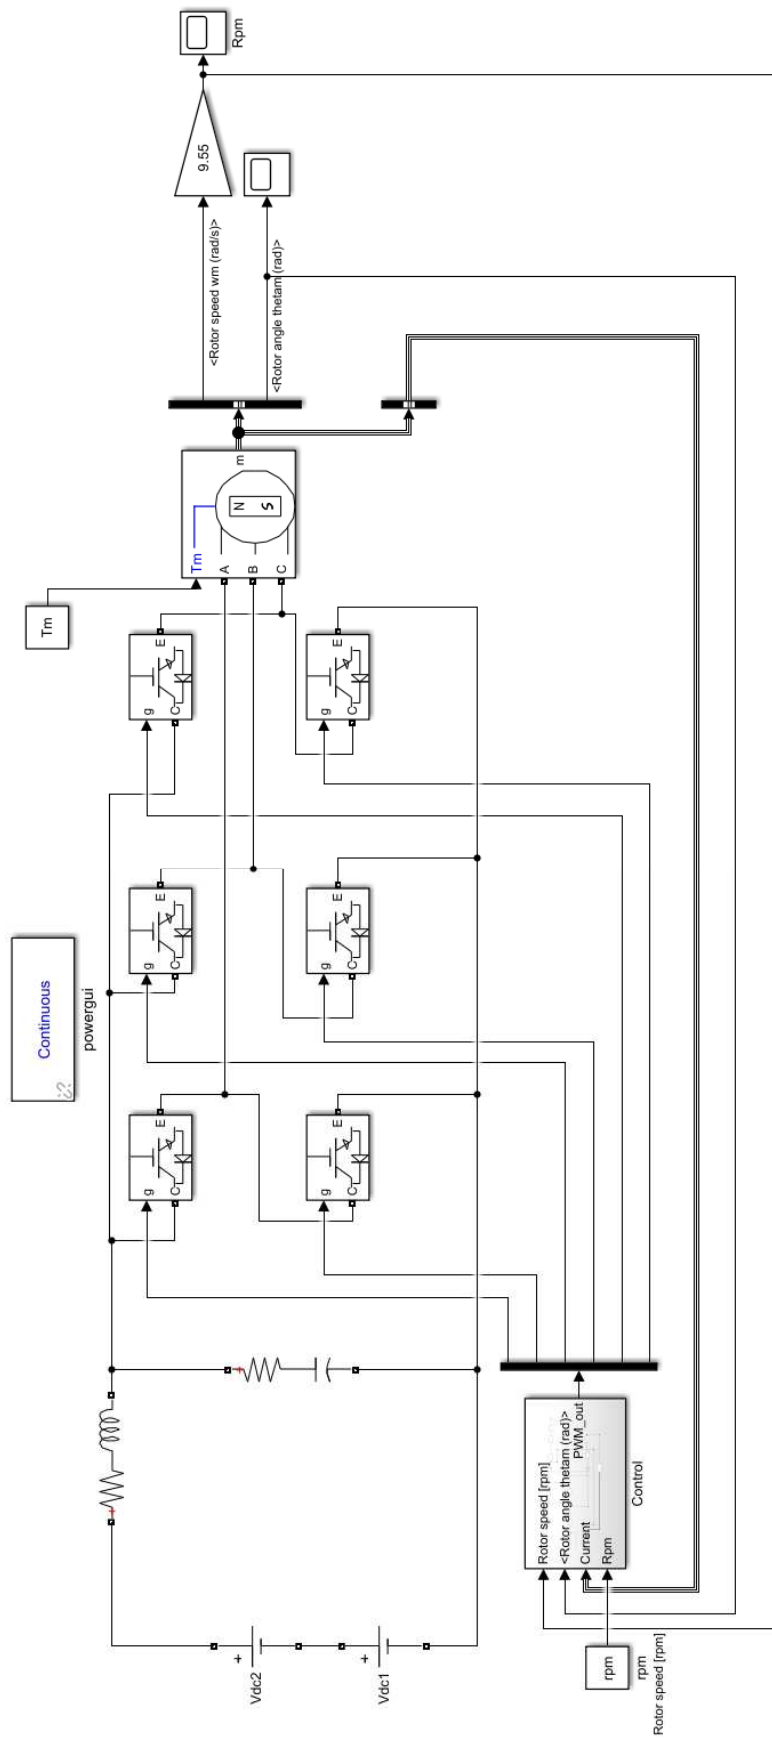 Continuous
powergui
Tm
Rpm
9.55
<Rotor speed wm (rad/s)>
<Rotor angle thetam (rad)>
m
N
S
Tm
A
B
C
g
C
E
g
C
E
g
C
E
g
C
E
g
C
E
g
C
E
+
+
+
Vdc2
+
Vdc1
Rotor speed [rpm]
<Rotor angle thetam (rad)>
Current
Rpm
PWM_out
Control
rpm
rpm
Rotor speed [rpm]